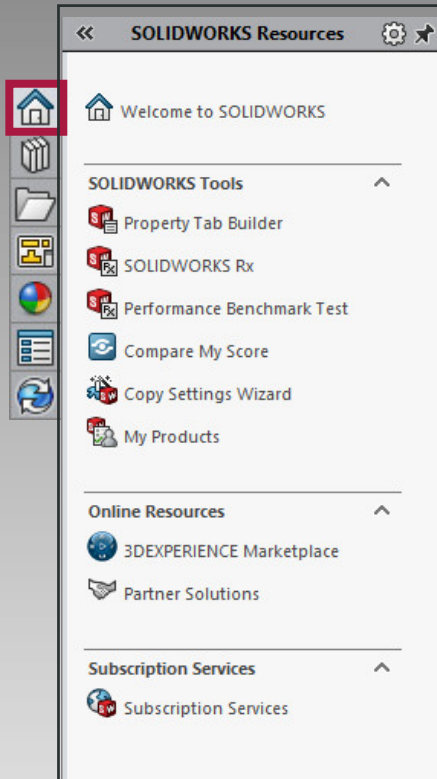 SOLIDWORKS Resources
Welcome to SOLIDWORKS
SOLIDWORKS Tools
Property Tab Builder
SOLIDWORKS Rx
Performance Benchmark Test
Compare My Score
Copy Settings Wizard
My Products
Online Resources
3DEXPERIENCE Marketplace
Partner Solutions
Subscription Services
Subscription Services